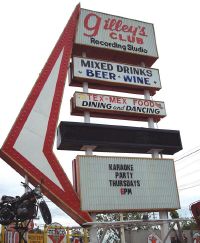 Gilley's
CLUB
Recording Studio
MIXED DRINKS
BEER - WINE
TEX-MEX FOOD
DINING and DANCING
KARAOKE
PARTY
THURSDAYS
8PM